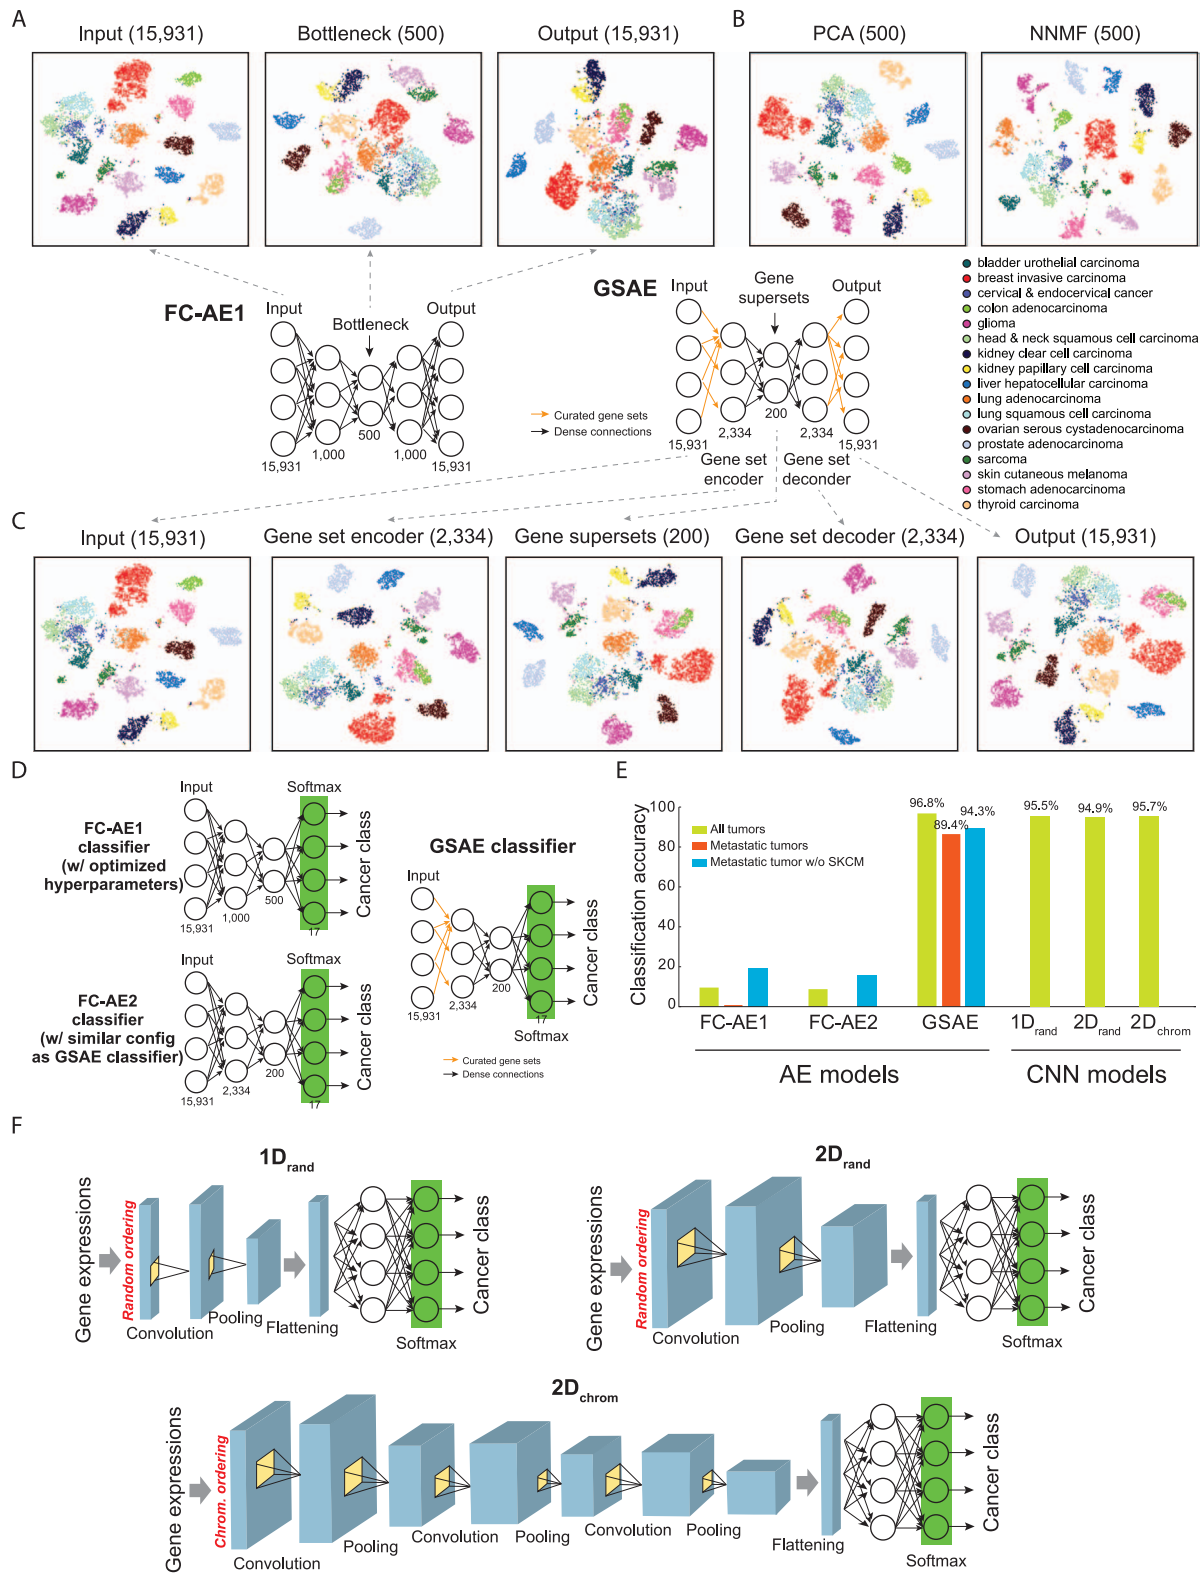 A
Input (15,931)
Bottleneck (500)
Output (15,931)
B
PCA (500)
NNMF (500)
FC-AE1
Input
Bottleneck
Output
15,931
1,000
500
1,000
15,931
GSAE
Input
Gene
supersets
Output
Curated gene sets
Dense connections
15,931
2,334
200
2,334
15,931
Gene set
encoder
Gene set
deconder
bladder urothelial carcinoma
breast invasive carcinoma
cervical & endocervical cancer
colon adenocarcinoma
glioma
head & neck squamous cell carcinoma
kidney clear cell carcinoma
kidney papillary cell carcinoma
liver hepatocellular carcinoma
lung adenocarcinoma
lung squamous cell carcinoma
ovarian serous cystadenocarcinoma
prostate adenocarcinoma
sarcoma
skin cutaneous melanoma
stomach adenocarcinoma
thyroid carcinoma
C
Input (15,931)
Gene set encoder (2,334)
Gene supersets (200)
Gene set decoder (2,334)
Output (15,931)
D
FC-AE1
classifier
(w/ optimized
hyperparameters)
Input
Softmax
15,931
1,000
500
17
Cancer class
FC-AE2
classifier
(w/ similar config
as GSAE classifier)
Input
Softmax
15,931
2,334
200
17
Cancer class
GSAE classifier
Input
15,931
2,334
200
17
Softmax
Cancer class
Curated gene sets
Dense connections
E
Classification accuracy
100
80
60
40
20
0
All tumors
Metastatic tumors
Metastatic tumor w/o SKCM
96.8%
89.4%
94.3%
95.5%
94.9%
95.7%
FC-AE1
FC-AE2
GSAE
1Drand
2Drand
2Dchrom
AE models
CNN models
F
1Drand
Gene expressions
Random ordering
Convolution
Pooling
Flattening
Softmax
Cancer class
2Drand
Gene expressions
Random ordering
Convolution
Pooling
Flattening
Softmax
Cancer class
2Dchrom
Gene expressions
Chrom. ordering
Convolution
Pooling
Convolution
Pooling
Convolution
Pooling
Flattening
Softmax
Cancer class